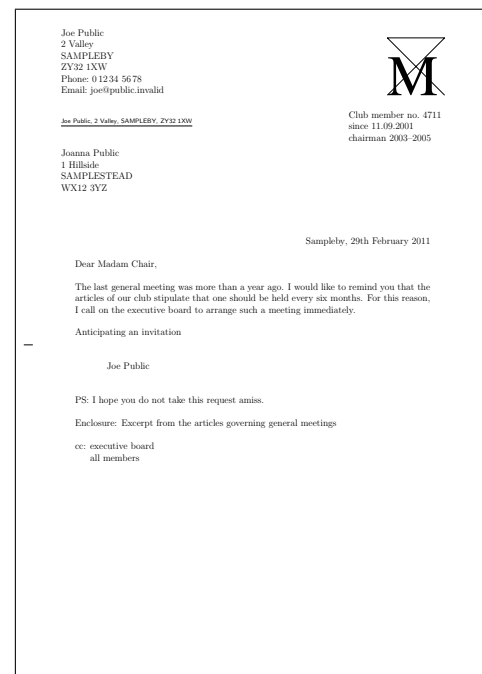 Joe Public
2 Valley
SAMPLEBY
ZY32 1XW
Phone: 0 12 34 56 78
Email: joe@public.invalid
M
Club member no. 4711
since 11.09.2001
chairman 2003–2005
Joe Public, 2 Valley, SAMPLEBY, ZY32 1XW
Joanna Public
1 Hillside
SAMPLESTEAD
WX12 3YZ
Sampleby, 29th February 2011
Dear Madam Chair,
The last general meeting was more than a year ago. I would like to remind you that the
articles of our club stipulate that one should be held every six months. For this reason,
I call on the executive board to arrange such a meeting immediately.
Anticipating an invitation
Joe Public
PS: I hope you do not take this request amiss.
Enclosure: Excerpt from the articles governing general meetings
cc: executive board
all members